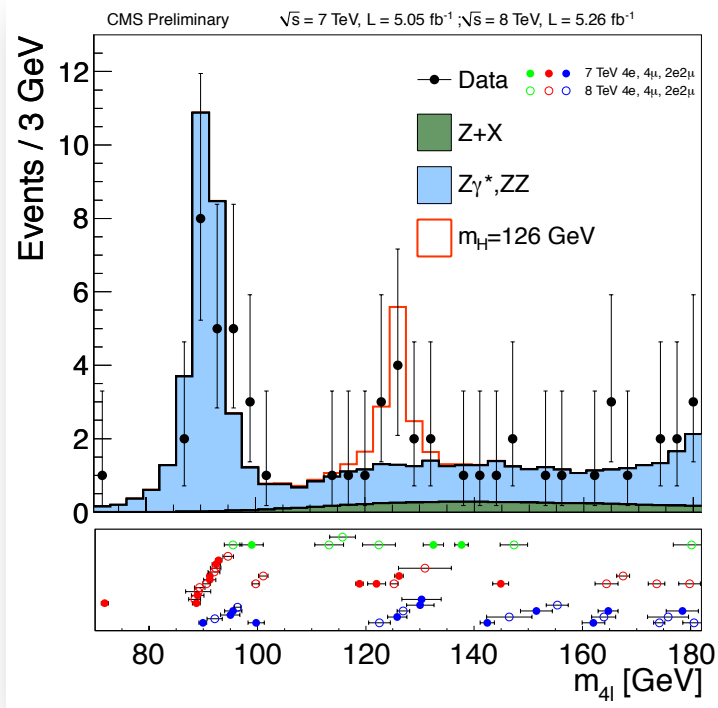 CMS Preliminary √s = 7 TeV, L = 5.05 fb⁻¹ ;√s = 8 TeV, L = 5.26 fb⁻¹
Events / 3 GeV
12
10
8
6
4
2
0
Data
7 TeV 4e, 4μ, 2e2μ
8 TeV 4e, 4μ, 2e2μ
Z+X
Zγ*,ZZ
m_H=126 GeV
80 100 120 140 160 180
m_4l [GeV]